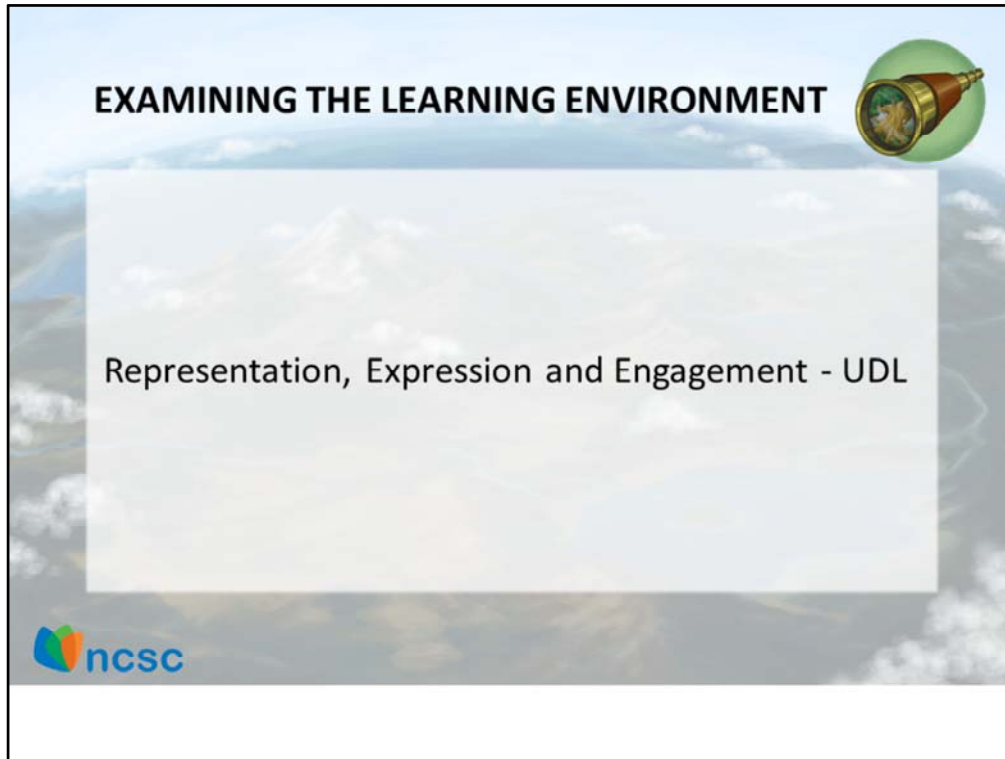 EXAMINING THE LEARNING ENVIRONMENT
Representation, Expression and Engagement - UDL
ncsc